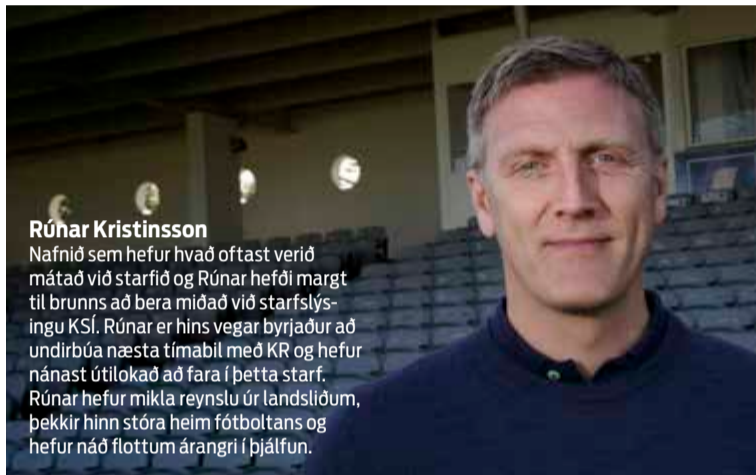 Rúnar Kristinsson
Nafnið sem hefur hvað oftast verið
mátað við starfið og Rúnar hefði margt
til brunns að bera miðað við starfslýs-
ingu KSÍ. Rúnar er hins vegar byrjaður að
undirbúa næsta tímabil með KR og hefur
nánast útilokað að fara í þetta starf.
Rúnar hefur mikla reynslu úr landsliðum,
þekkir hinn stóra heim fótboltans og
hefur náð flottum árangri í þjálfun.